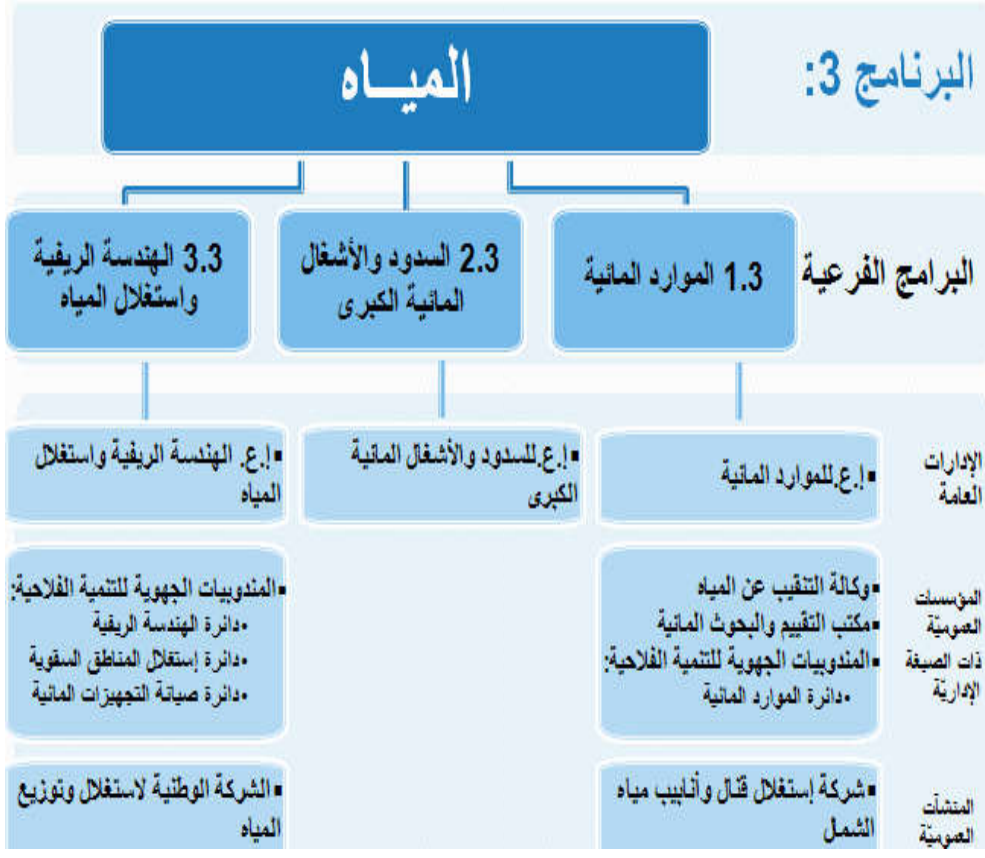 البرنامج 3:
الميـــاه
البرامج الفرعية
1.3 الموارد المائية
2.3 السدود والأشغال
المائية الكبرى
3.3 الهندسة الريفية
واستغلال المياه
الإدارات
العامة
▪إ.ع.للموارد المائية
▪إ.ع.للسدود والأشغال المائية
الكبرى
▪إ.ع. الهندسة الريفية واستغلال
المياه
المؤسسات
العموميّة
ذات الصبغة
الإداريّة
▪وكالة التنقيب عن المياه
▪مكتب التقييم والبحوث المائية
▪المندوبيات الجهوية للتنمية الفلاحية:
•دائرة الموارد المائية
▪المندوبيات الجهوية للتنمية الفلاحية:
•دائرة الهندسة الريفية
•دائرة إستغلال المناطق السقوية
•دائرة صيانة التجهيزات المائية
المنشآت
العموميّة
▪شركة إستغلال قنال وأنابيب مياه
الشمال
▪الشركة الوطنية لاستغلال وتوزيع
المياه